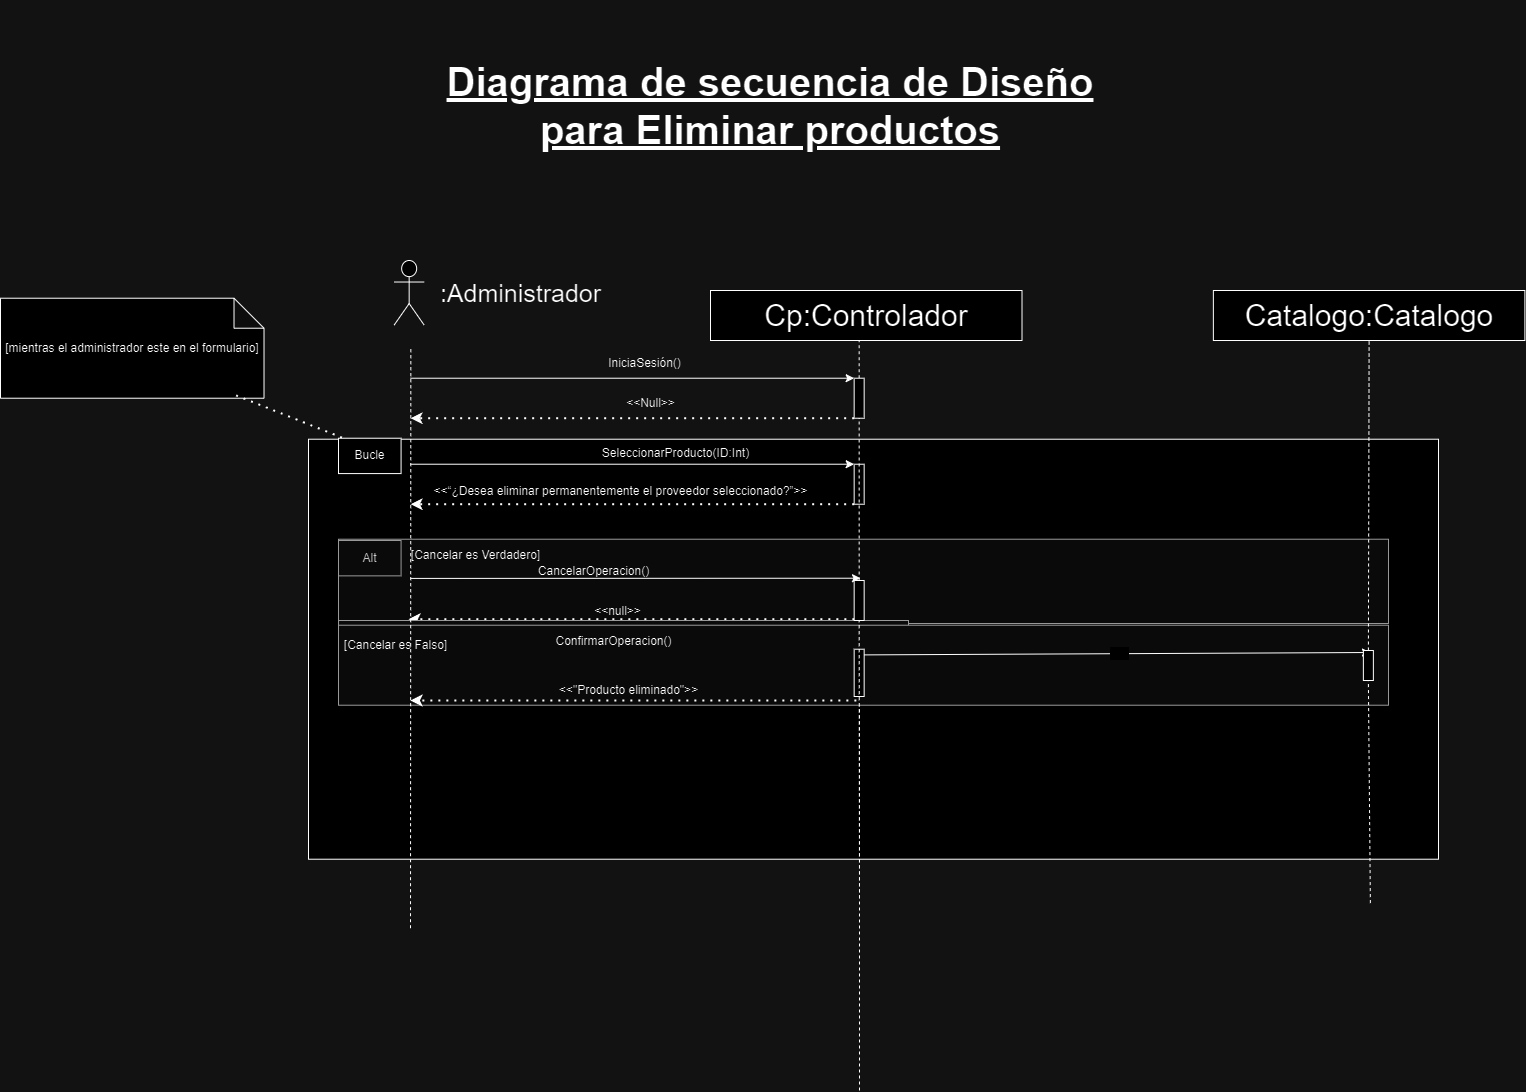 Diagrama de secuencia de Diseño
para Eliminar productos
:Administrador
Cp:Controlador
Catalogo:Catalogo
[mientras el administrador este en el formulario]
IniciaSesión()
<<Null>>
Bucle
SeleccionarProducto(ID:Int)
<<“¿Desea eliminar permanentemente el proveedor seleccionado?”>>
Alt
[Cancelar es Verdadero]
CancelarOperacion()
<<null>>
[Cancelar es Falso]
ConfirmarOperacion()
<<"Producto eliminado">>